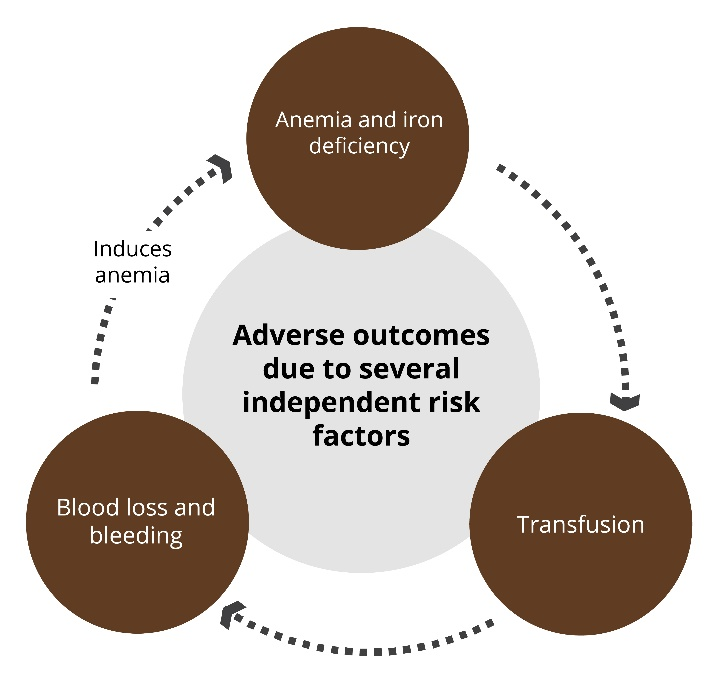 Anemia and iron
deficiency
Induces
anemia
Adverse outcomes
due to several
independent risk
factors
Blood loss and
bleeding
Transfusion